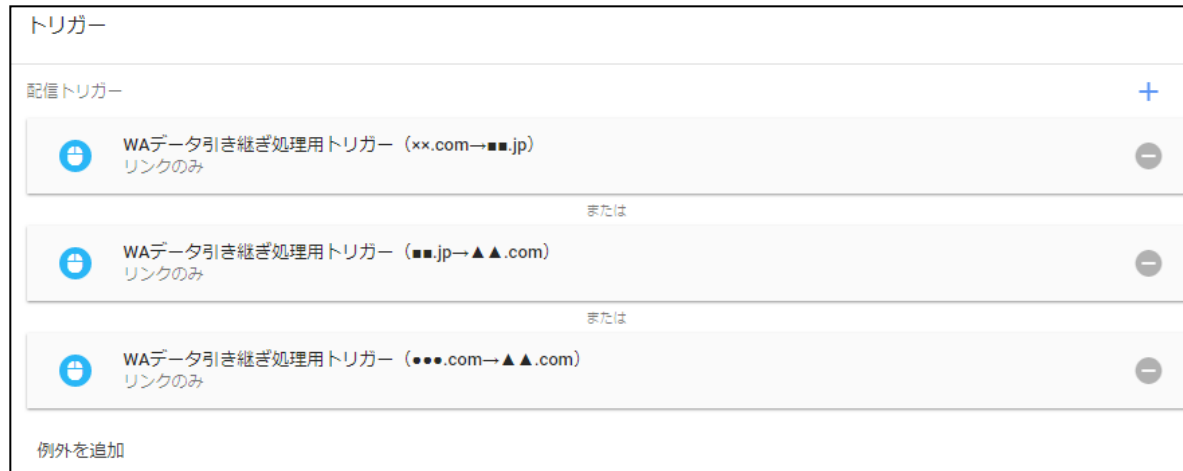 トリガー
配信トリガー
WAデータ引き継ぎ処理用トリガー（××.com→■■.jp）
リンクのみ
または
WAデータ引き継ぎ処理用トリガー（■■.jp→▲▲.com）
リンクのみ
または
WAデータ引き継ぎ処理用トリガー（●●●.com→▲▲.com）
リンクのみ
例外を追加